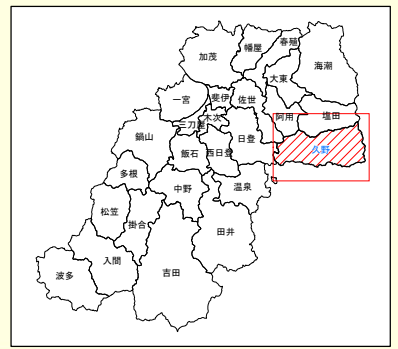 春殖
幡屋
加茂
海潮
大東
一宮
斐伊
佐世
木次
阿用
塩田
三刀屋
鍋山
日登
久野
飯石
西日登
多根
中野
温泉
松笠
掛合
田井
入間
吉田
波多